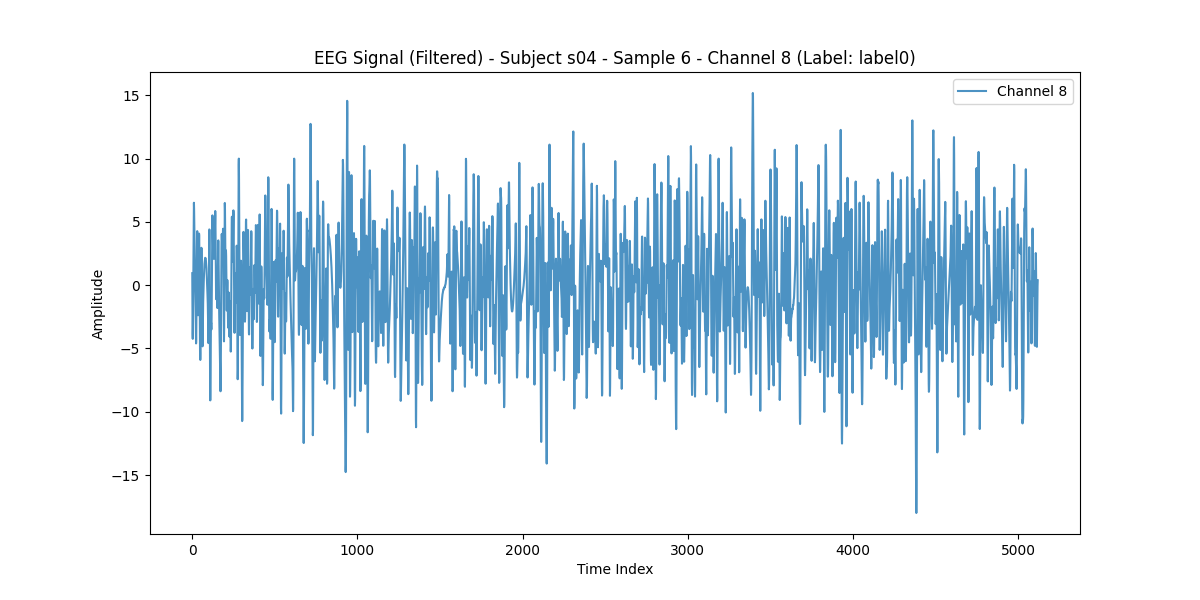 EEG Signal (Filtered) - Subject s04 - Sample 6 - Channel 8 (Label: label0)
Channel 8
15
10
5
0
−5
−10
−15
Amplitude
0 1000 2000 3000 4000 5000
Time Index